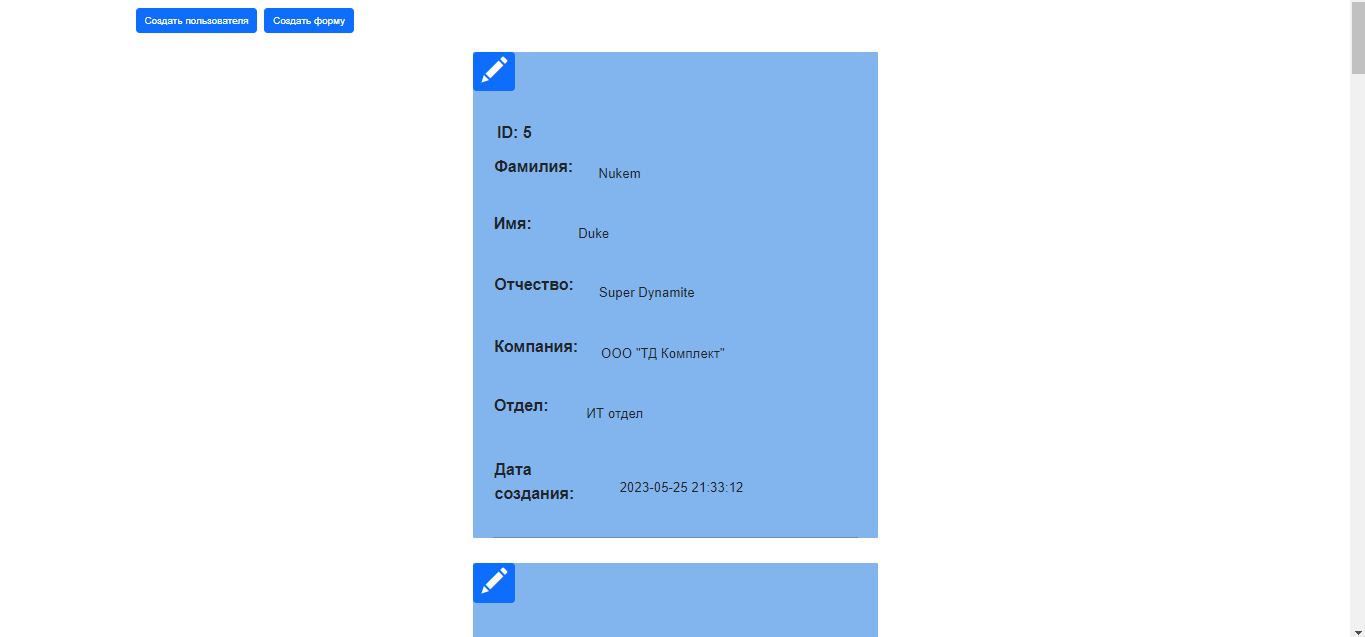 Создать пользователя Создать форму
ID: 5
Фамилия: Nukem
Имя: Duke
Отчество: Super Dynamite
Компания: ООО "ТД Комплект"
Отдел: ИТ отдел
Дата
создания: 2023-05-25 21:33:12